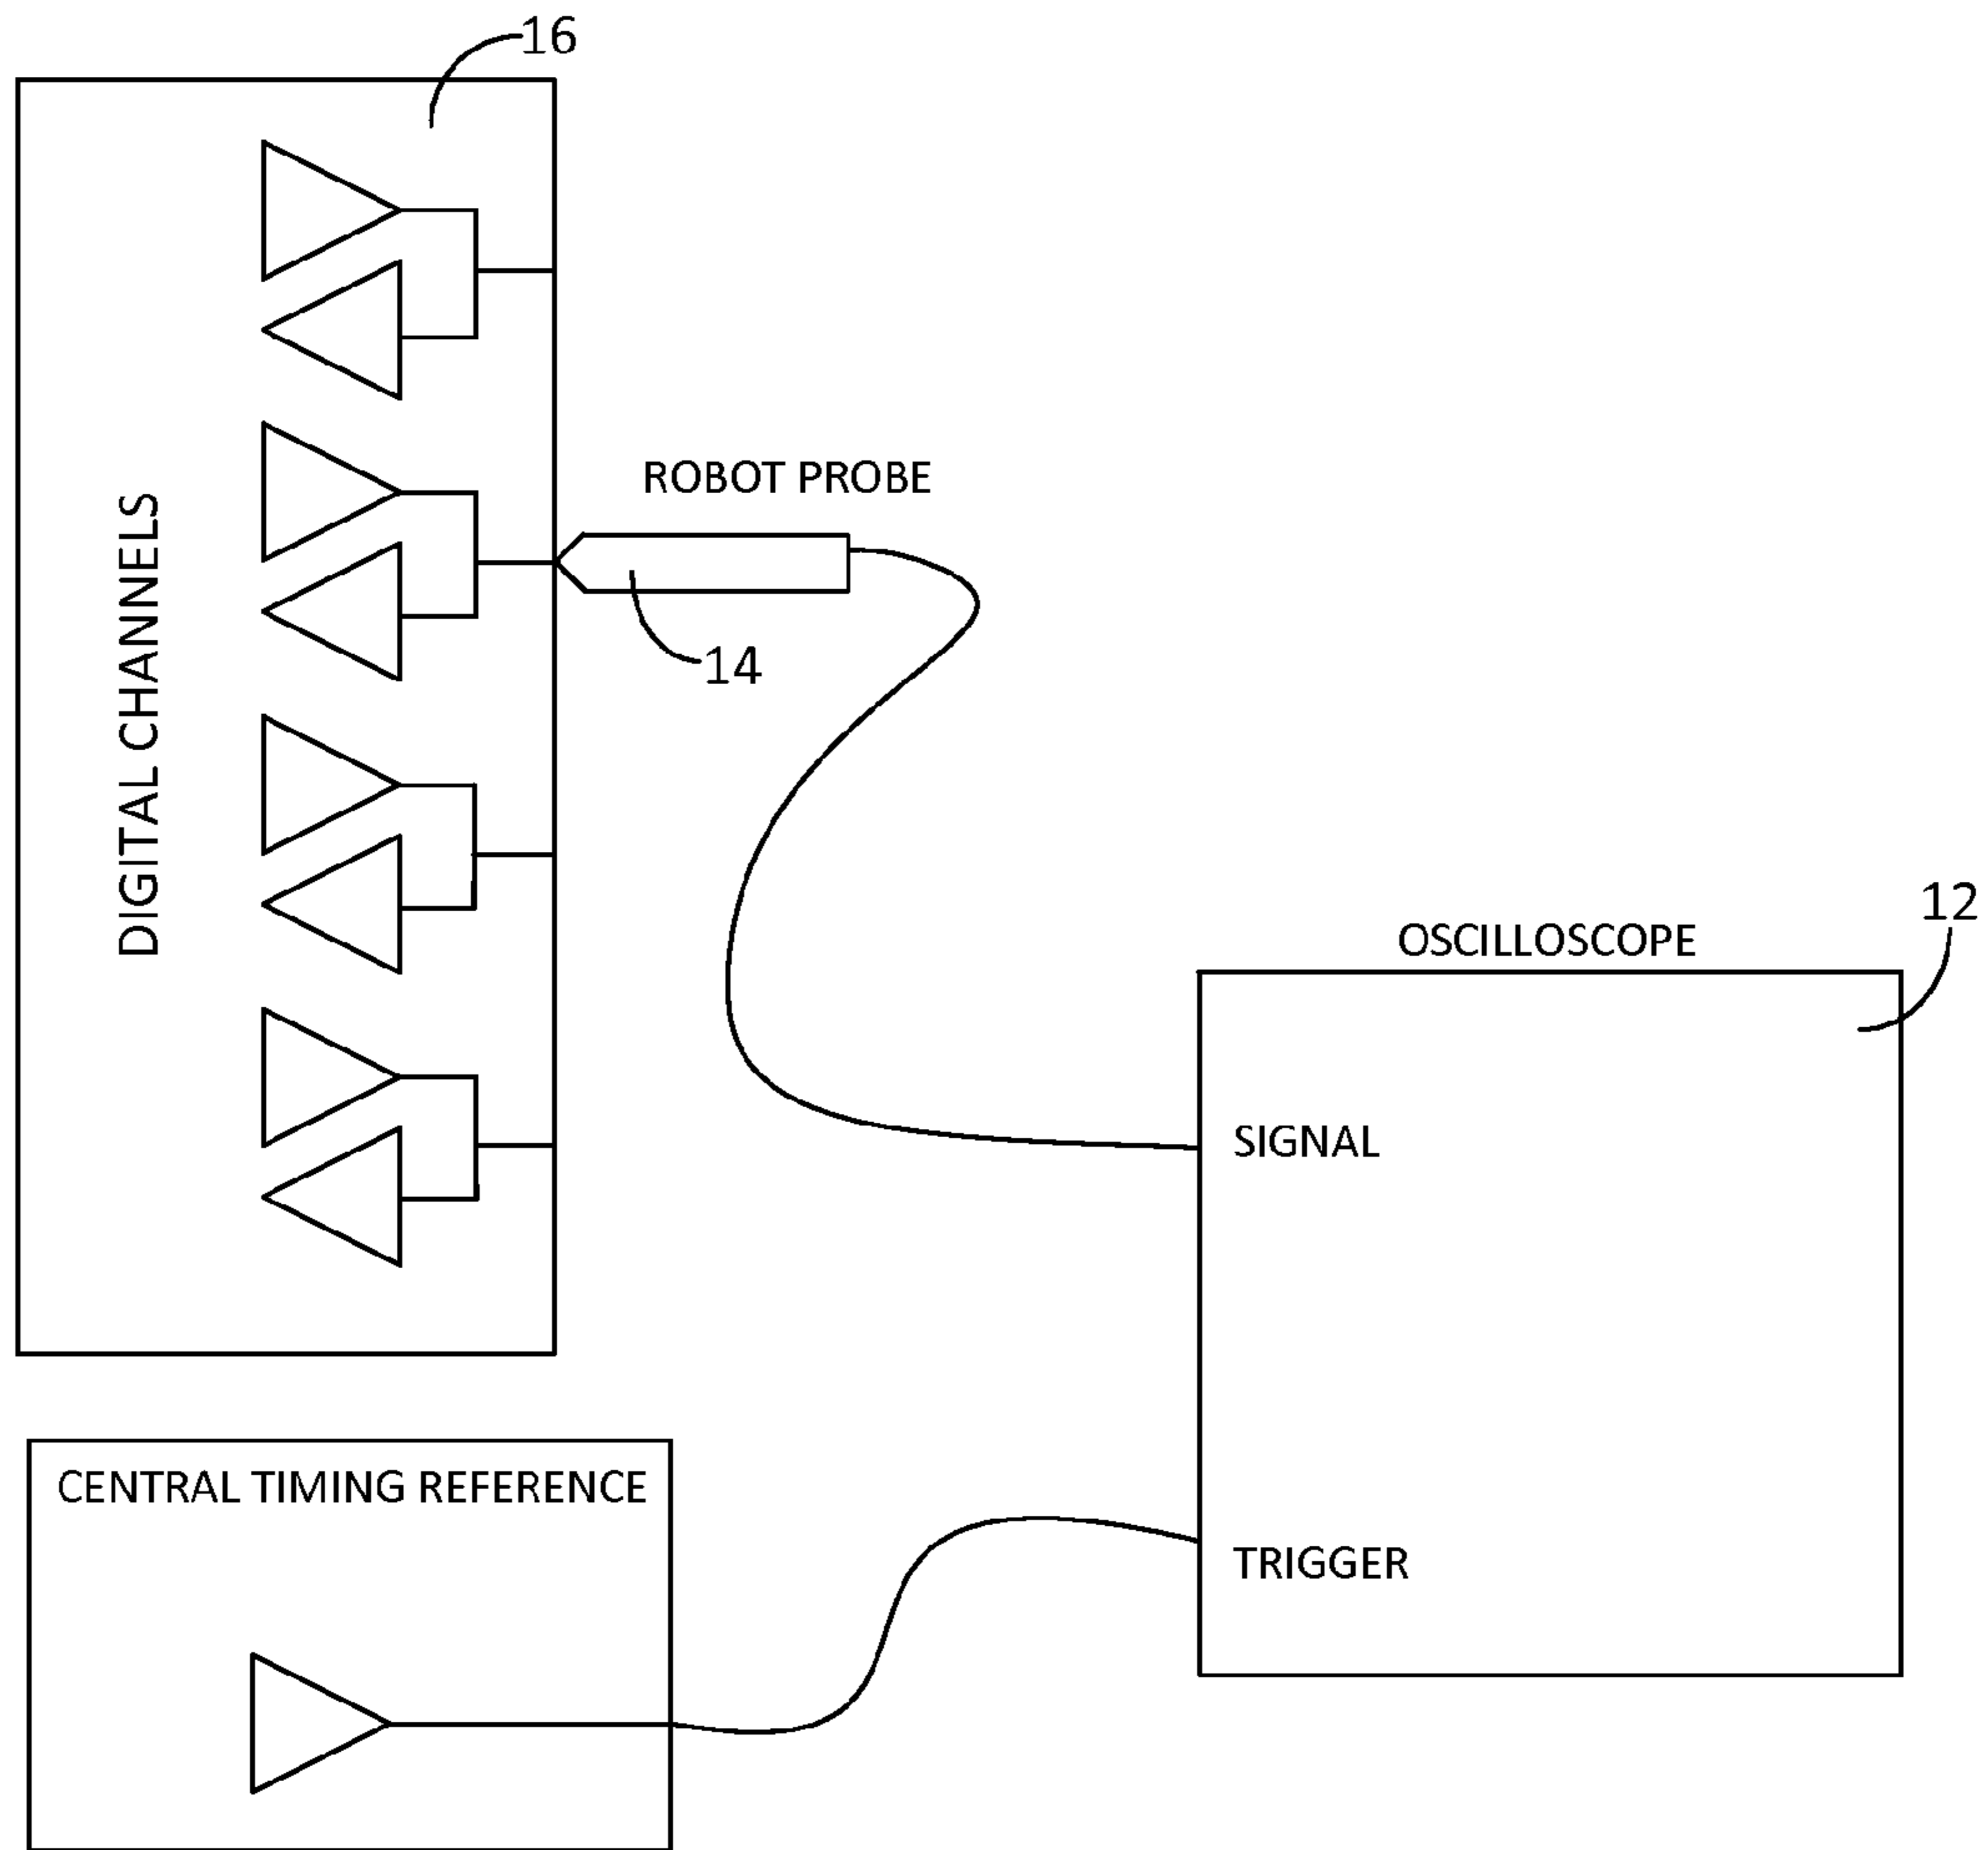 16
DIGITAL CHANNELS
ROBOT PROBE
14
12
OSCILLOSCOPE
SIGNAL
TRIGGER
CENTRAL TIMING REFERENCE